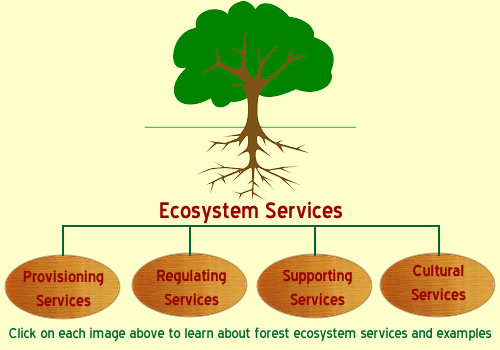 Ecosystem Services
Provisioning
Services
Regulating
Services
Supporting
Services
Cultural
Services
Click on each image above to learn about forest ecosystem services and examples